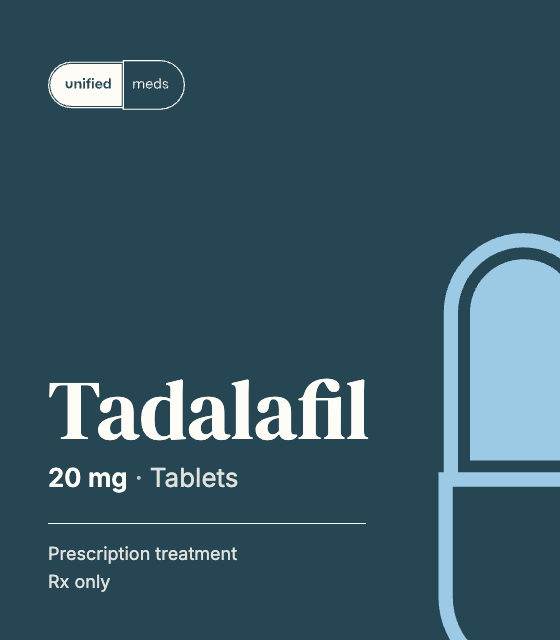 unified meds
Tadalafil
20 mg · Tablets
Prescription treatment
Rx only